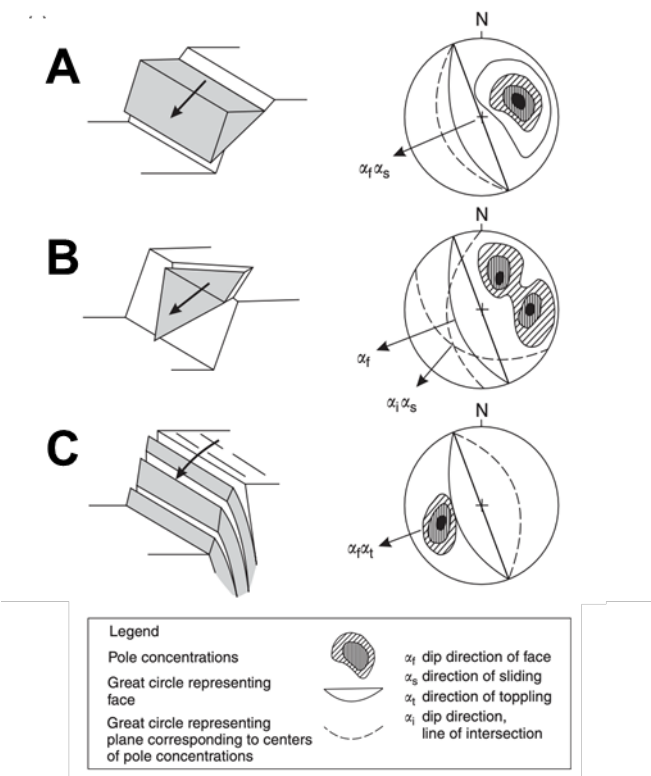 A
N
αf αs
B
N
αf
αi αs
C
N
αfαt
Legend
Pole concentrations
Great circle representing
face
Great circle representing
plane corresponding to centers
of pole concentrations
αf dip direction of face
αs direction of sliding
αt direction of toppling
αi dip direction,
line of intersection